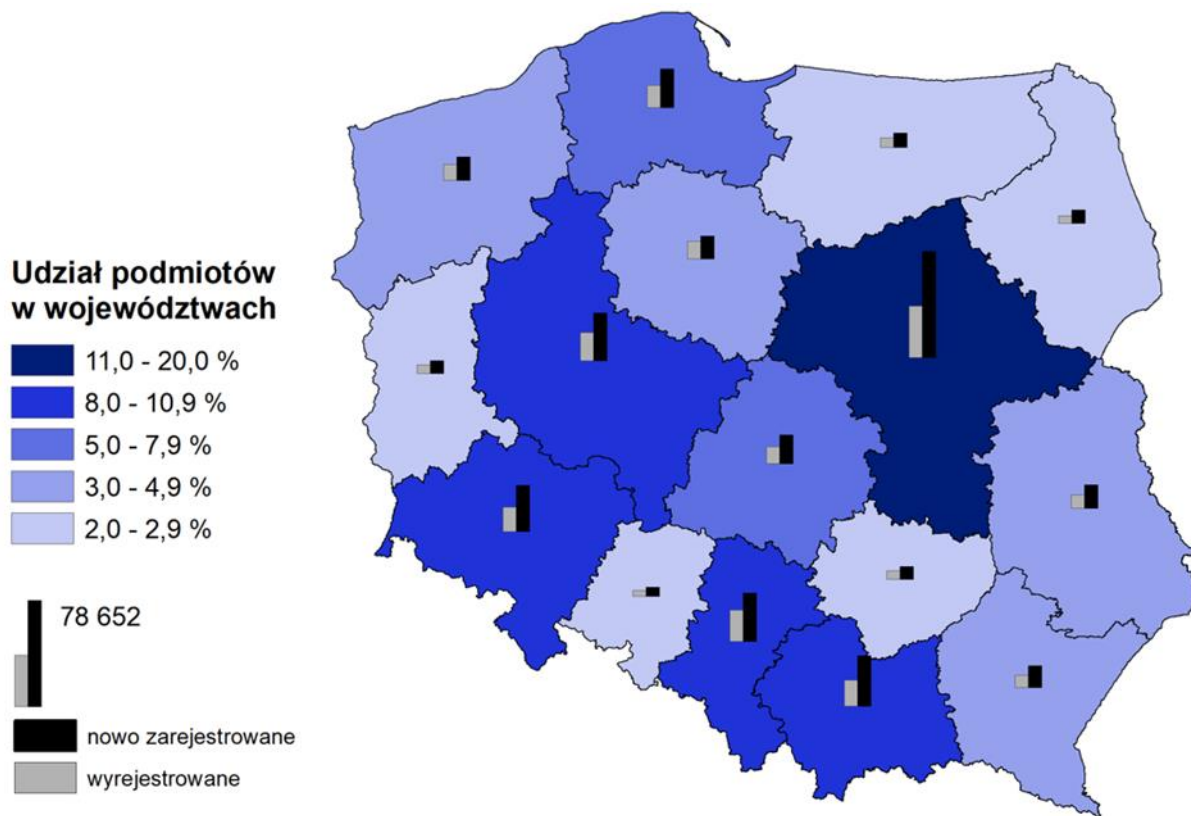 Udział podmiotów
w województwach
11,0 - 20,0 %
8,0 - 10,9 %
5,0 - 7,9 %
3,0 - 4,9 %
2,0 - 2,9 %
78 652
nowo zarejestrowane
wyrejestrowane